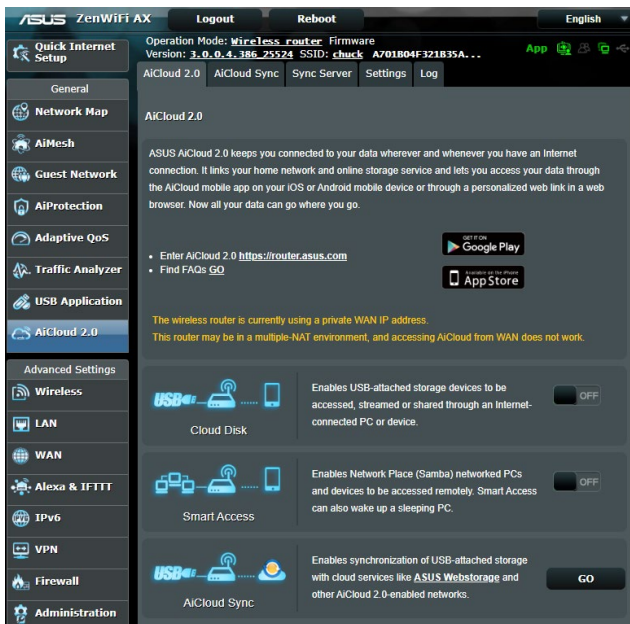 ASUS ZenWiFi AX
Logout
Reboot
English
Quick Internet
Setup
Operation Mode: Wireless router Firmware
Version: 3.0.0.4.386_25524 SSID: chuck A701B04F321B35A...
App
AiCloud 2.0
AiCloud Sync
Sync Server
Settings
Log
General
Network Map
AiMesh
Guest Network
AiProtection
Adaptive QoS
Traffic Analyzer
USB Application
AiCloud 2.0
Advanced Settings
Wireless
LAN
WAN
Alexa & IFTTT
IPv6
VPN
Firewall
Administration
AiCloud 2.0
ASUS AiCloud 2.0 keeps you connected to your data wherever and whenever you have an Internet
connection. It links your home network and online storage service and lets you access your data through
the AiCloud mobile app on your iOS or Android mobile device or through a personalized web link in a web
browser. Now all your data can go where you go.
• Enter AiCloud 2.0 https://router.asus.com
• Find FAQs GO
GET IT ON
Google Play
Available on the iPhone
App Store
The wireless router is currently using a private WAN IP address.
This router may be in a multiple-NAT environment, and accessing AiCloud from WAN does not work.
USB
Cloud Disk
Enables USB-attached storage devices to be
accessed, streamed or shared through an Internet-
connected PC or device.
OFF
Smart Access
Enables Network Place (Samba) networked PCs
and devices to be accessed remotely. Smart Access
can also wake up a sleeping PC.
OFF
USB
AiCloud Sync
Enables synchronization of USB-attached storage
with cloud services like ASUS Webstorage and
other AiCloud 2.0-enabled networks.
GO